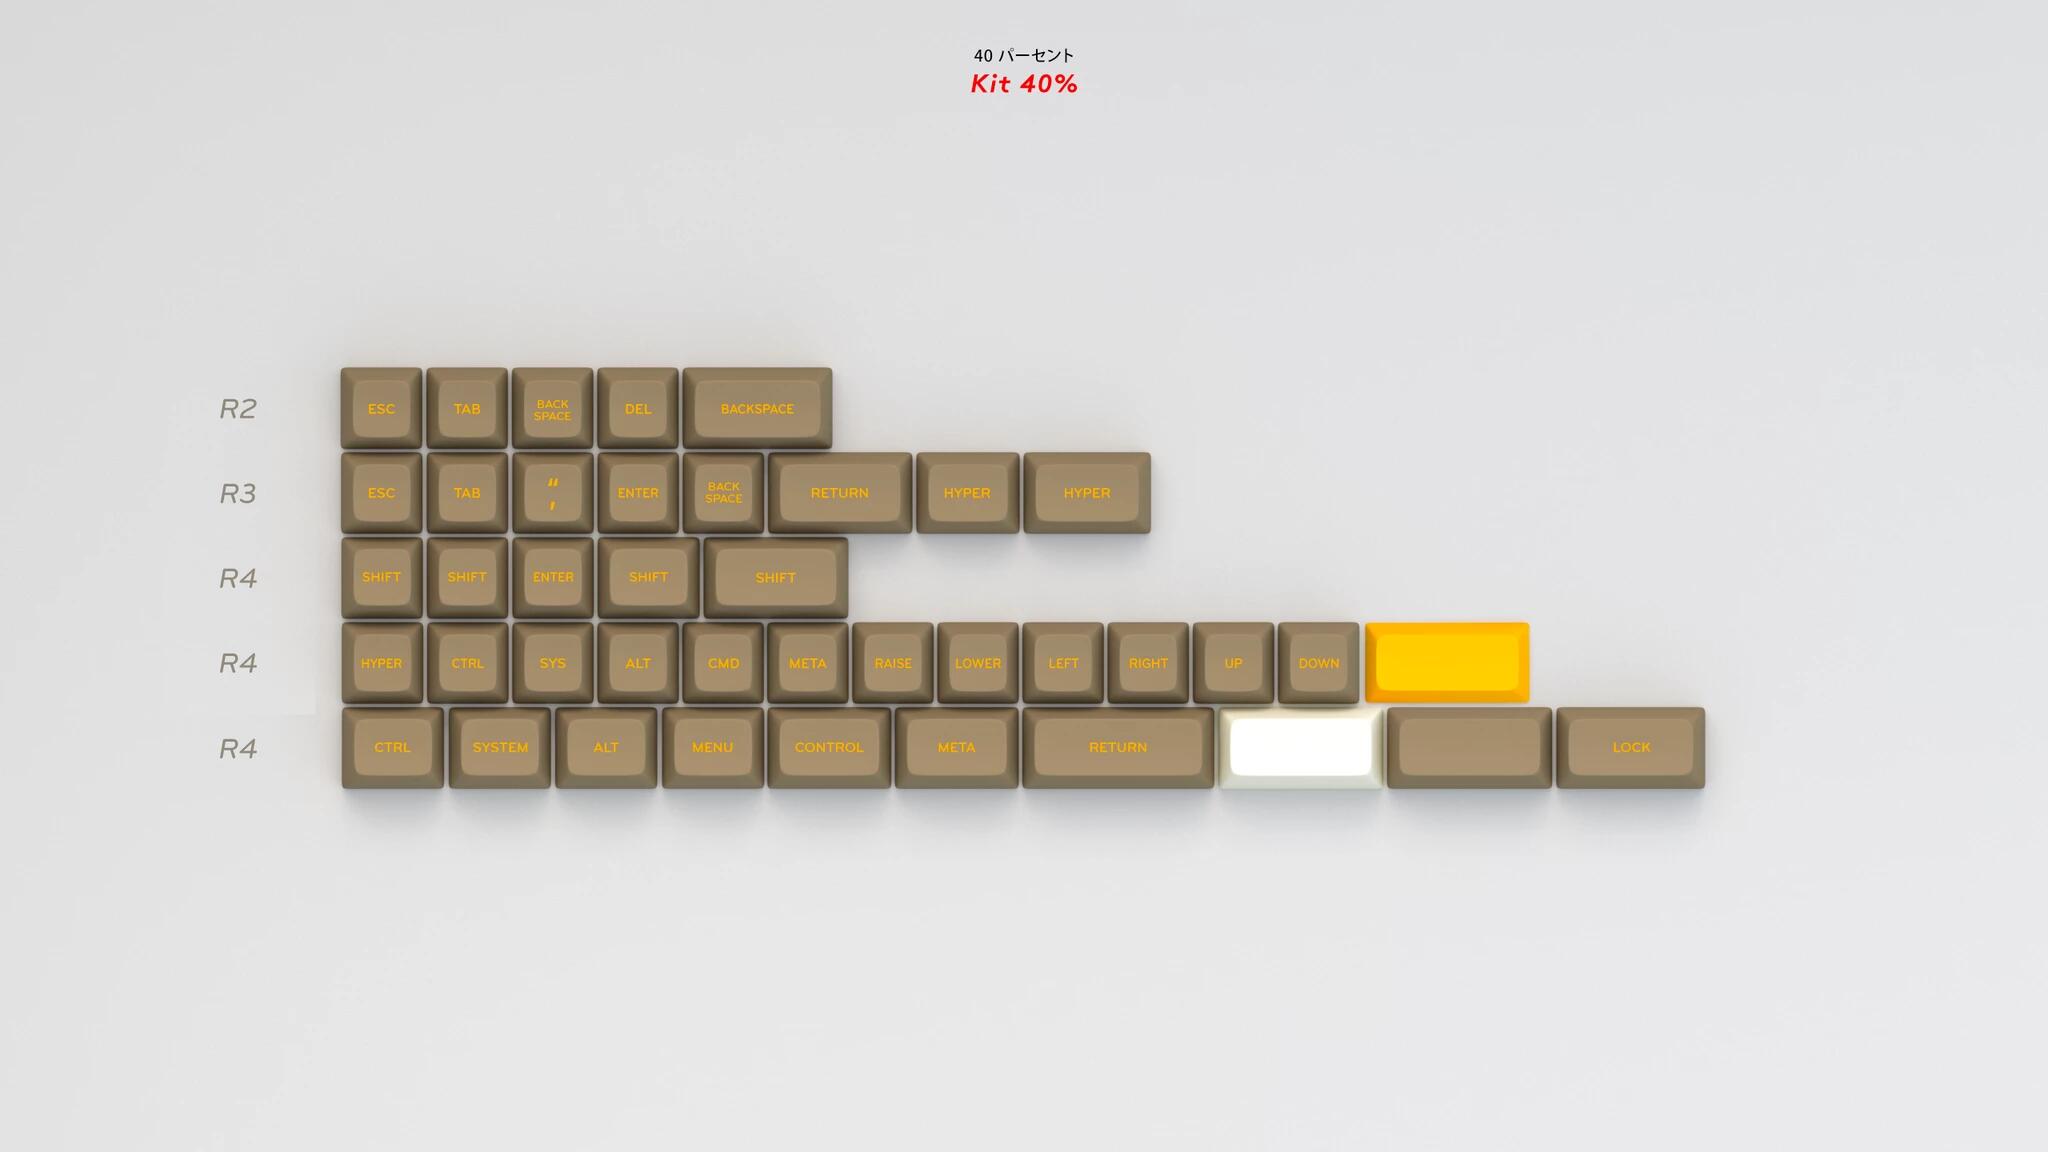 40 パーセント
Kit 40%
R2
ESC TAB BACK SPACE DEL BACKSPACE
R3
ESC TAB “ ' ENTER BACK SPACE RETURN HYPER HYPER
R4
SHIFT SHIFT ENTER SHIFT SHIFT
R4
HYPER CTRL SYS ALT CMD META RAISE LOWER LEFT RIGHT UP DOWN
R4
CTRL SYSTEM ALT MENU CONTROL META RETURN LOCK